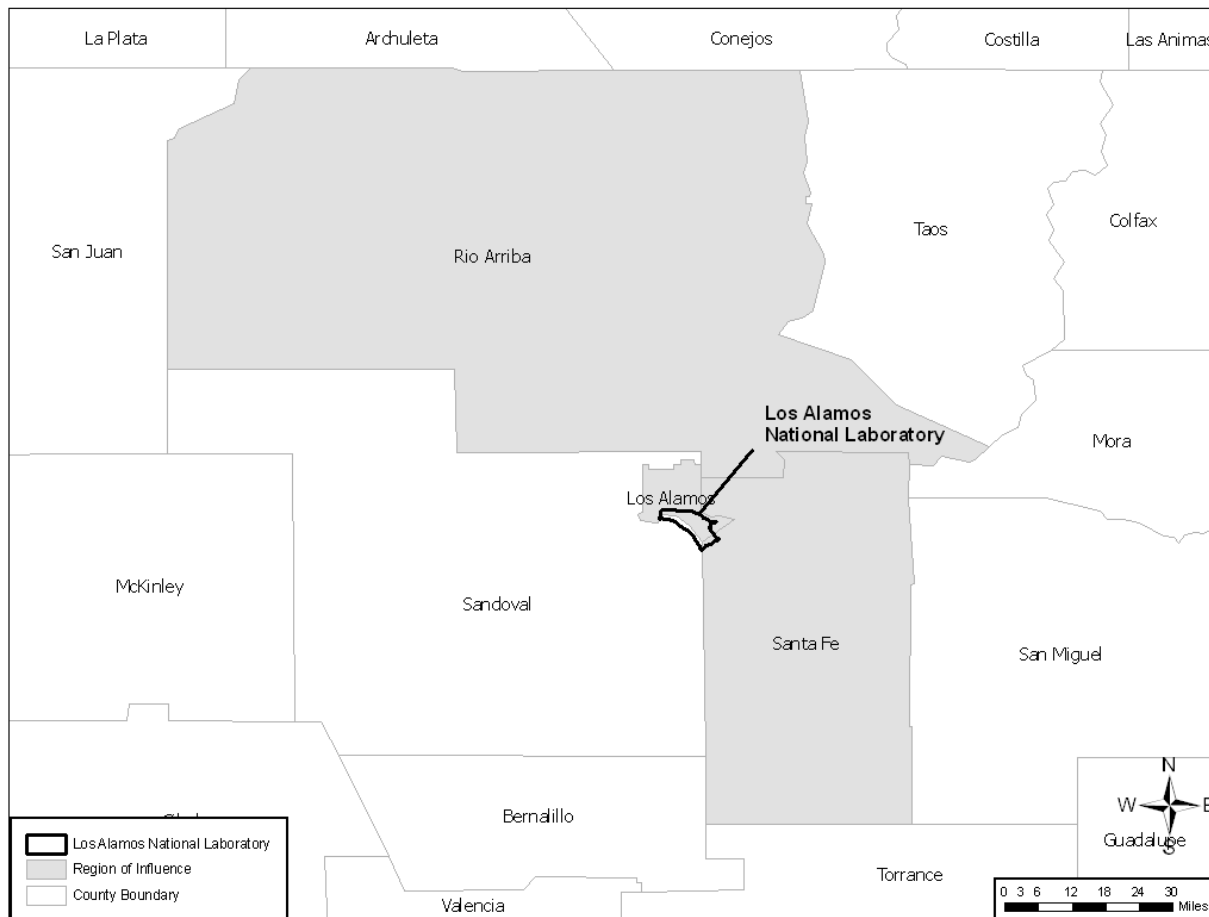 La Plata
Archuleta
Conejos
Costilla
Las Animas
San Juan
Rio Arriba
Taos
Colfax
Los Alamos
National Laboratory
Mora
Los Alamos
McKinley
Sandoval
Santa Fe
San Miguel
N
W
E
S
Guadalupe
Bernalillo
Torrance
Valencia
Los Alamos National Laboratory
Region of Influence
County Boundary
0 3 6 12 18 24 30
Miles